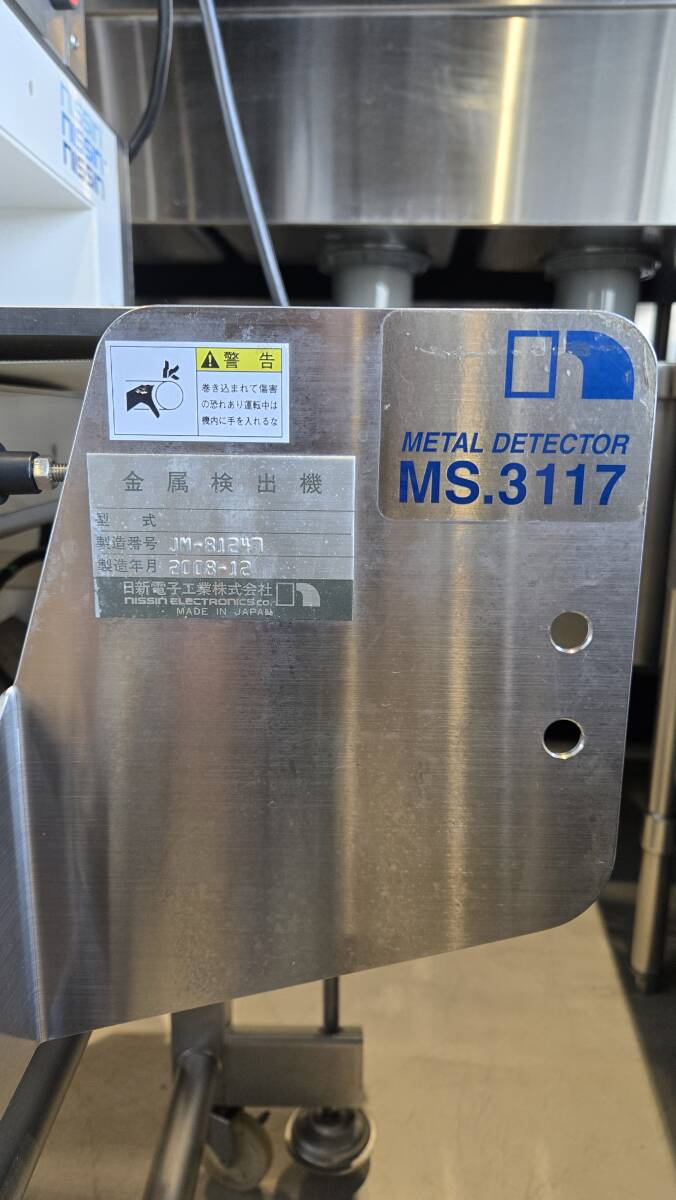 nissin
nissin
nissin
警告
巻き込まれて傷害
の恐れあり運転中は
機内に手を入れるな
METAL DETECTOR
MS.3117
金属検出機
型式
製造番号 JM-81247
製造年月 2008-12
日新電子工業株式会社
NISSIN ELECTRONICS CO.
MADE IN JAPAN